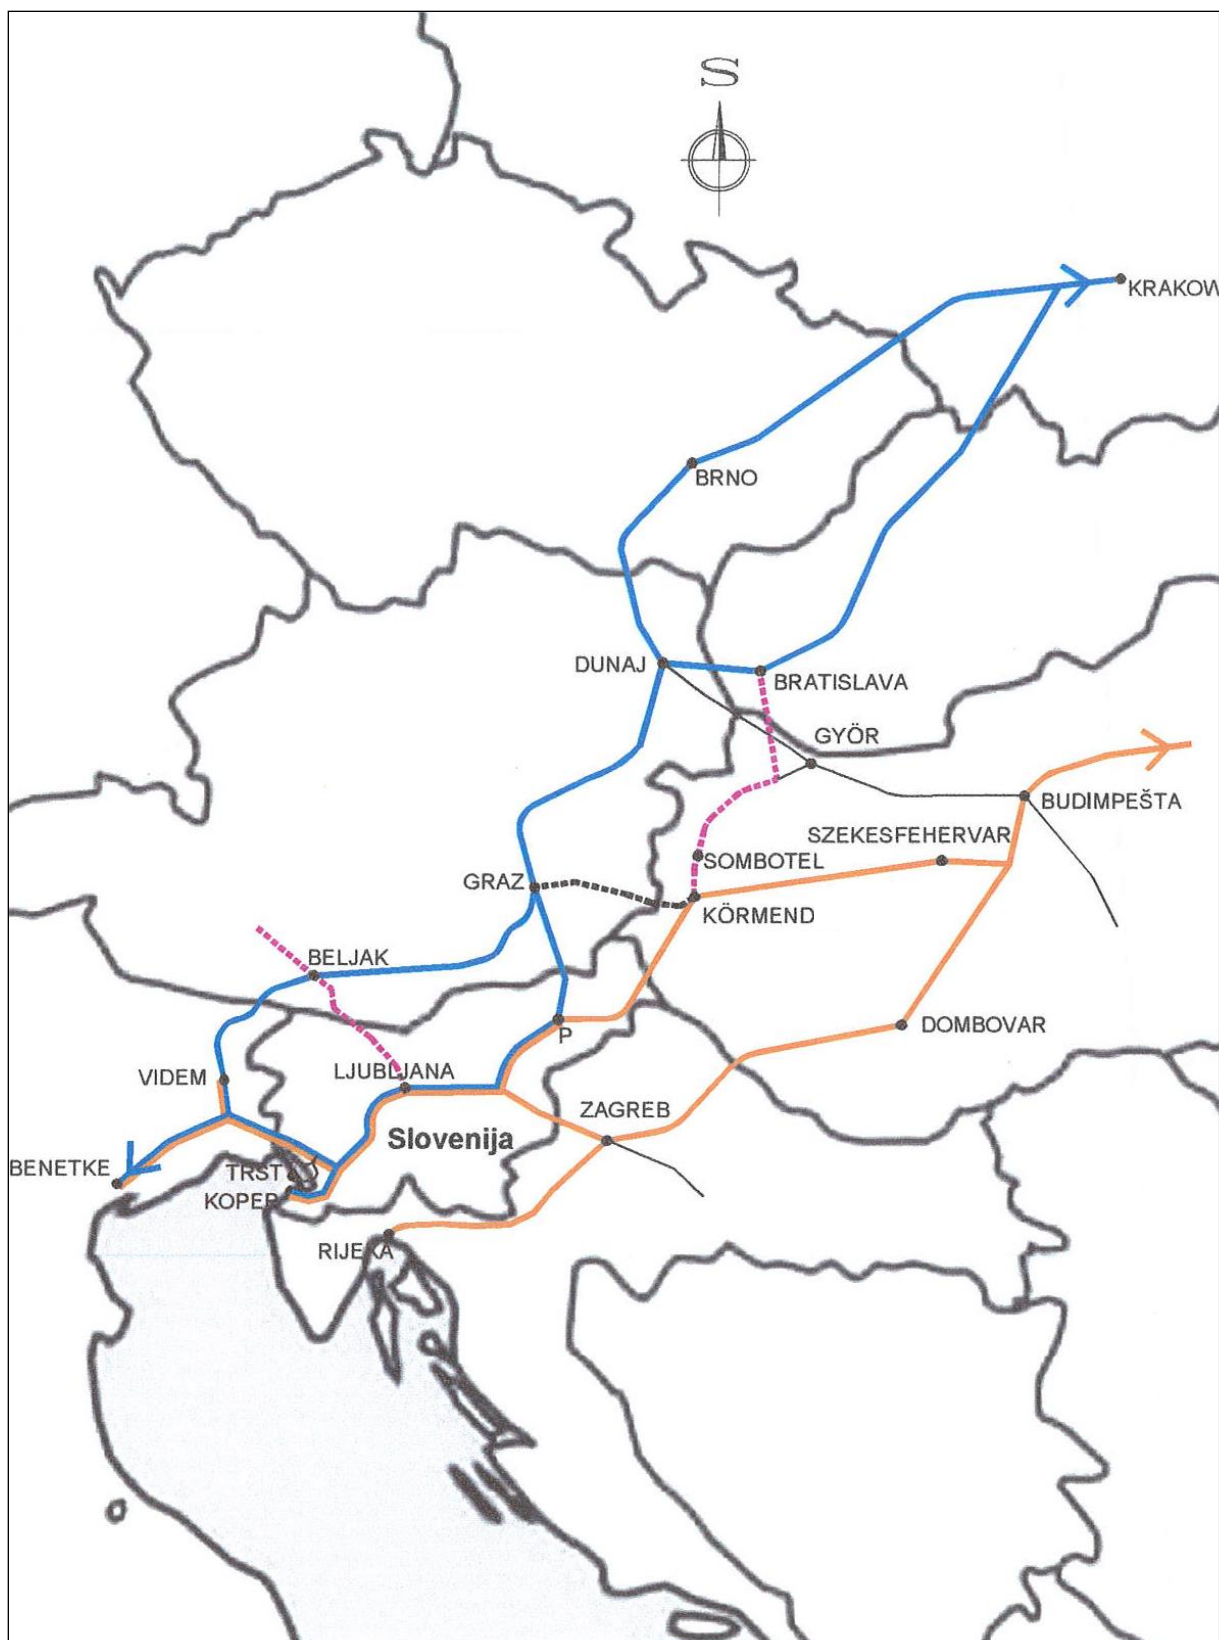 S
KRAKOW
BRNO
DUNAJ
BRATISLAVA
GYÖR
BUDIMPEŠTA
SZEKESFEHERVAR
SOMBOTEL
GRAZ
KÖRMEND
BELJAK
P
DOMBOVAR
LJUBLJANA
VIDEM
ZAGREB
Slovenija
BENETKE
TRST
KOPER
RIJEKA